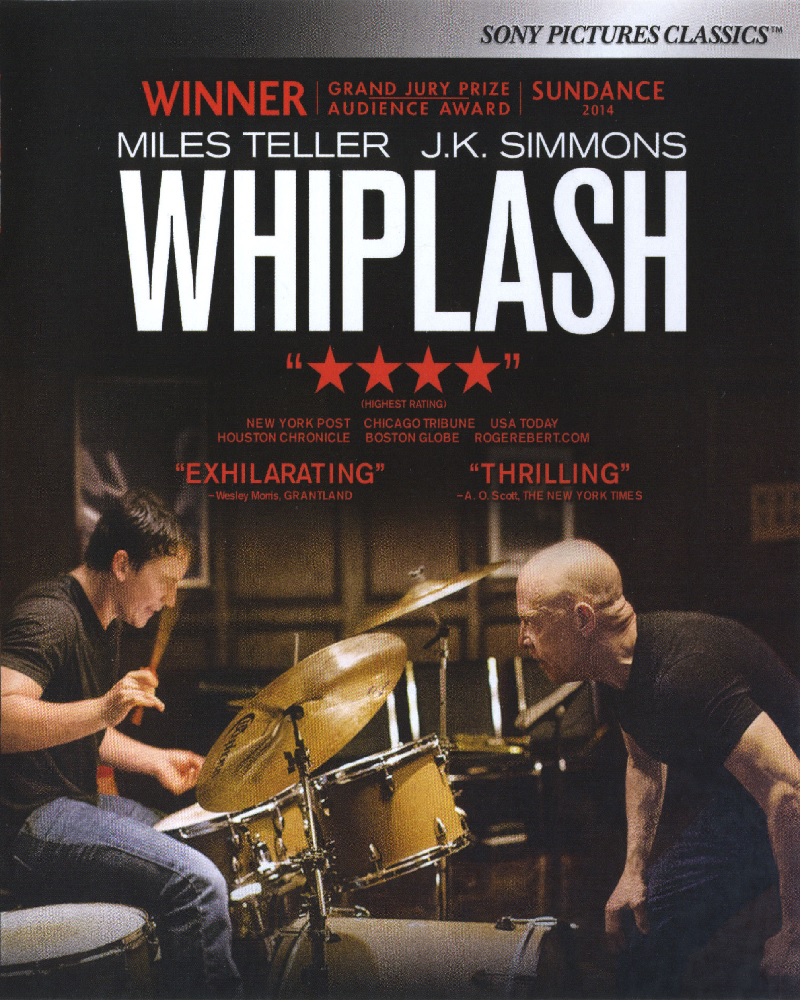 SONY PICTURES CLASSICS™
WINNER GRAND JURY PRIZE AUDIENCE AWARD SUNDANCE 2014
MILES TELLER J.K. SIMMONS
WHIPLASH
“★★★★”
(HIGHEST RATING)
NEW YORK POST CHICAGO TRIBUNE USA TODAY
HOUSTON CHRONICLE BOSTON GLOBE ROGEREBERT.COM
“EXHILARATING” “THRILLING”
–Wesley Morris, GRANTLAND –A. O. Scott, THE NEW YORK TIMES